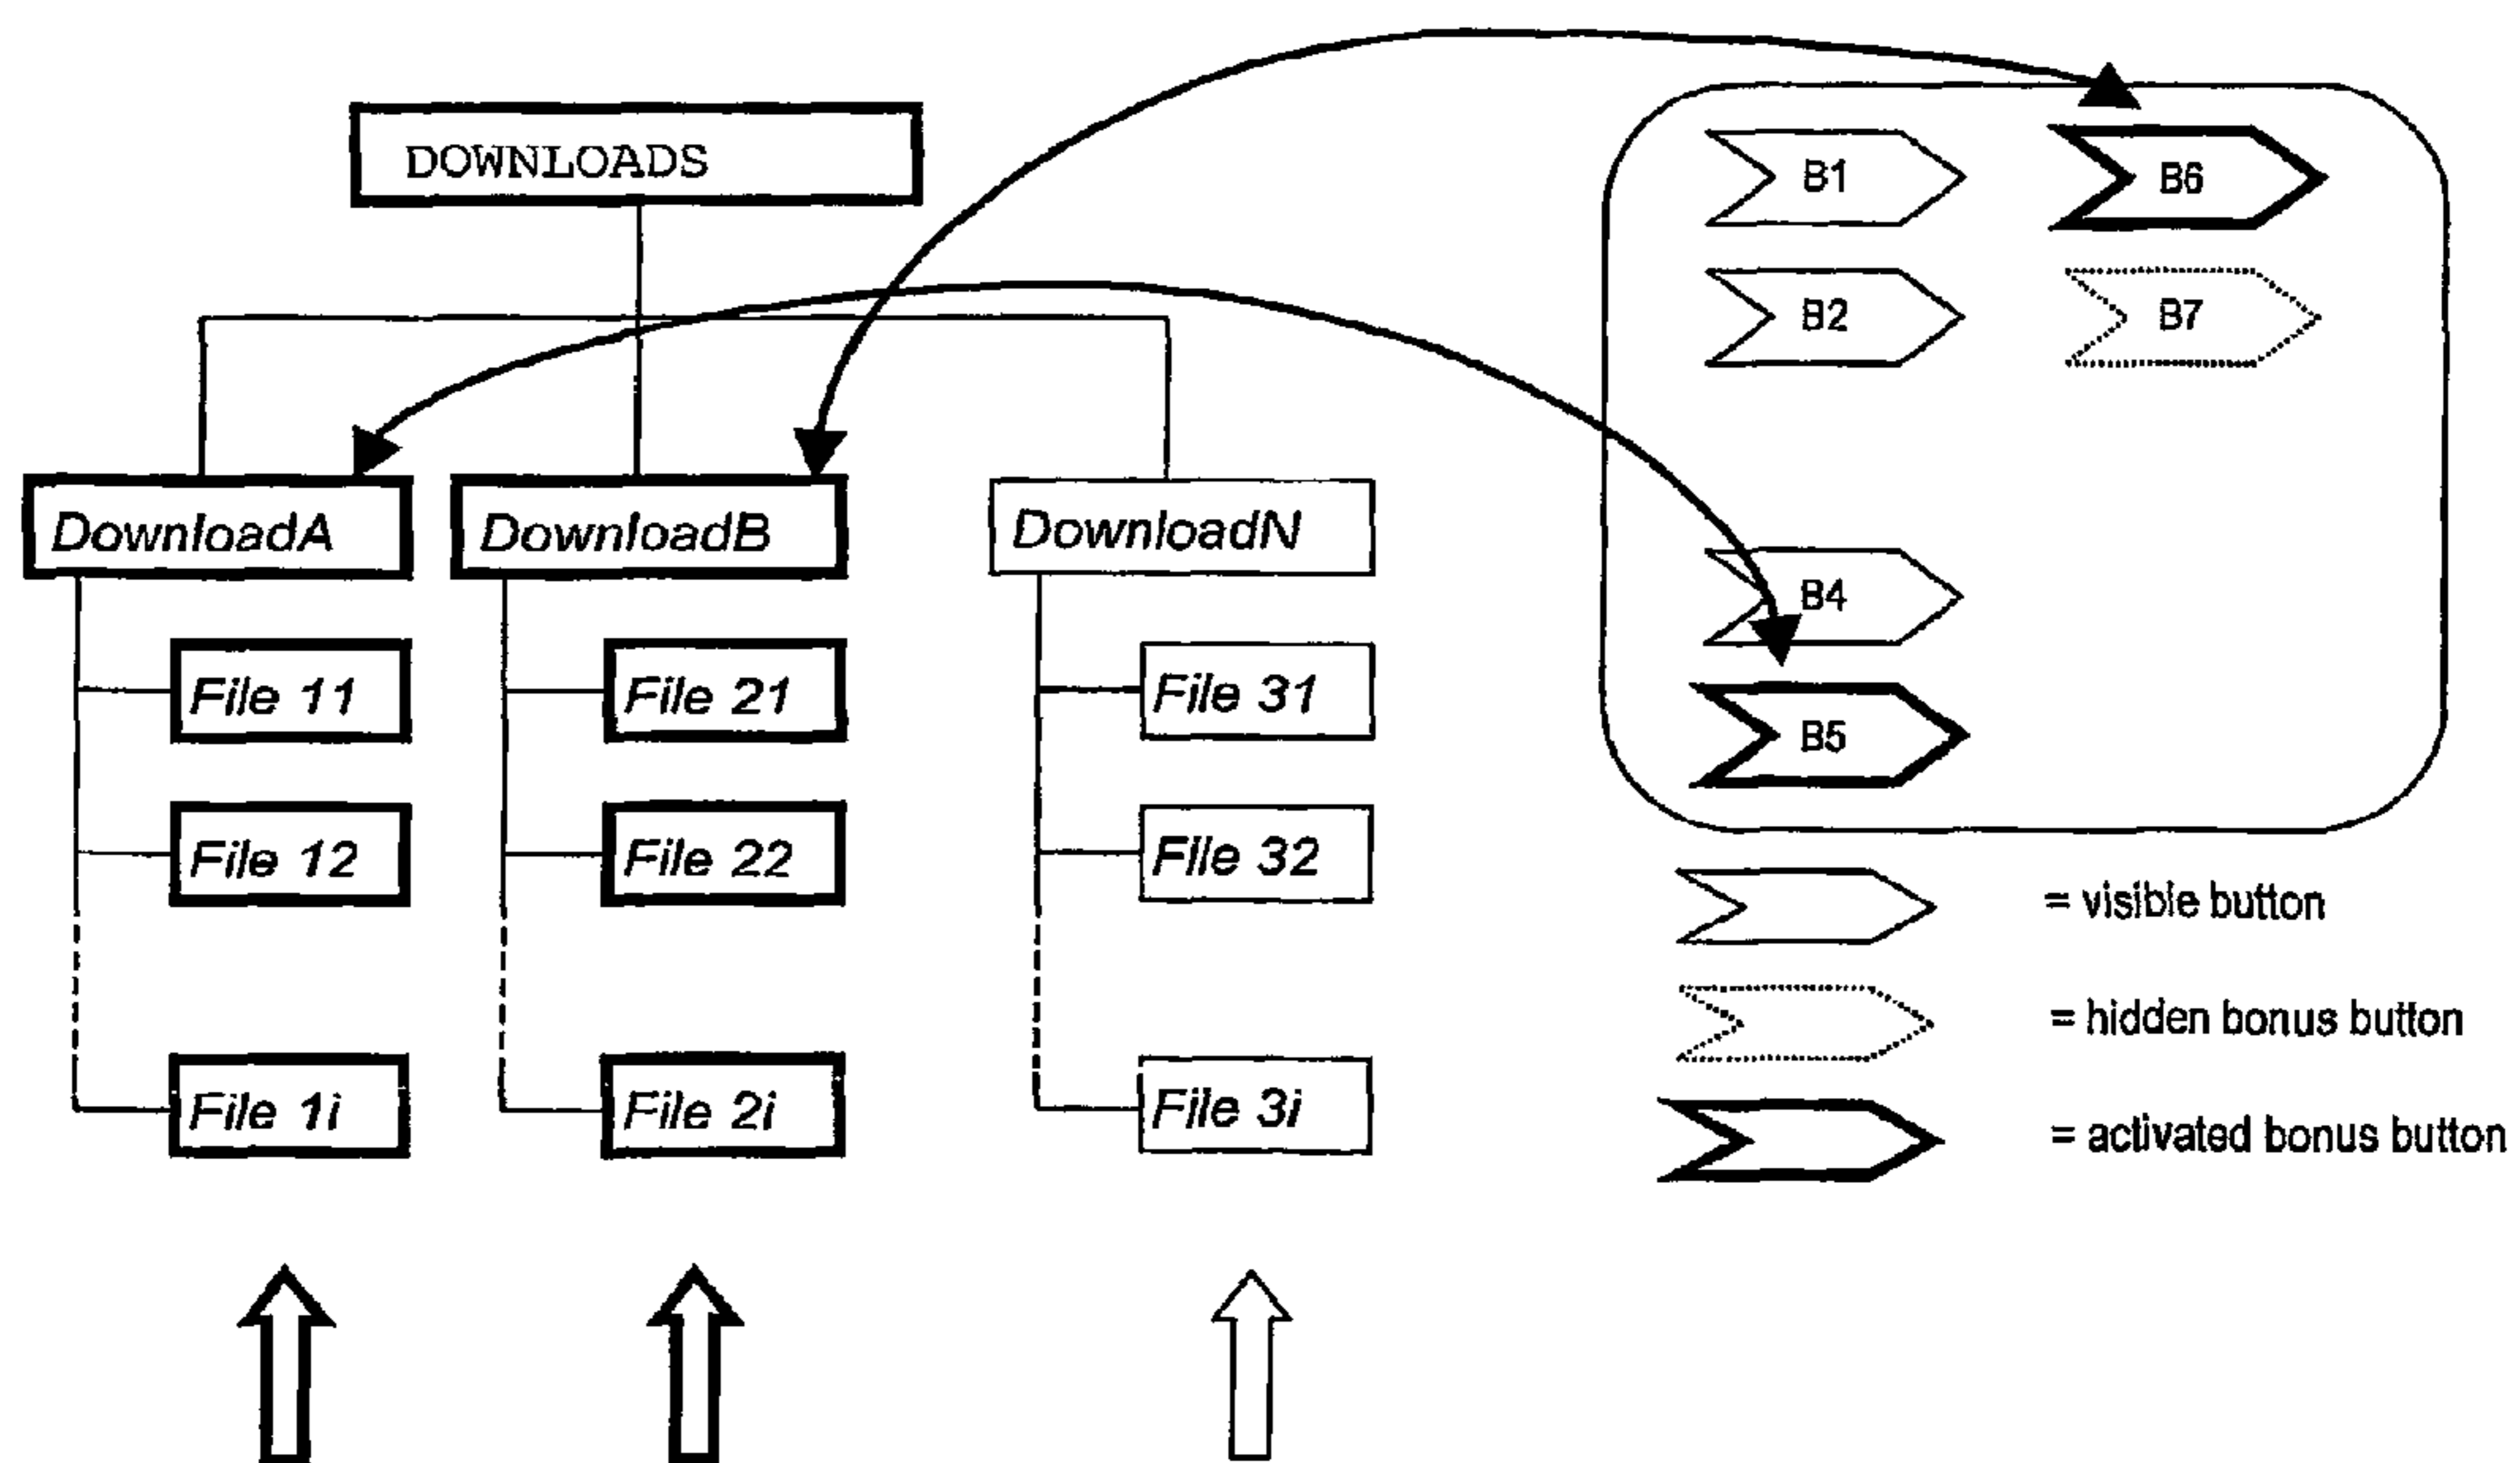 DOWNLOADS
B1
B6
B2
B7
DownloadA
DownloadB
DownloadN
B4
File 11
File 21
File 31
B5
File 12
File 22
File 32
= visible button
= hidden bonus button
File 1i
File 2i
File 3i
= activated bonus button